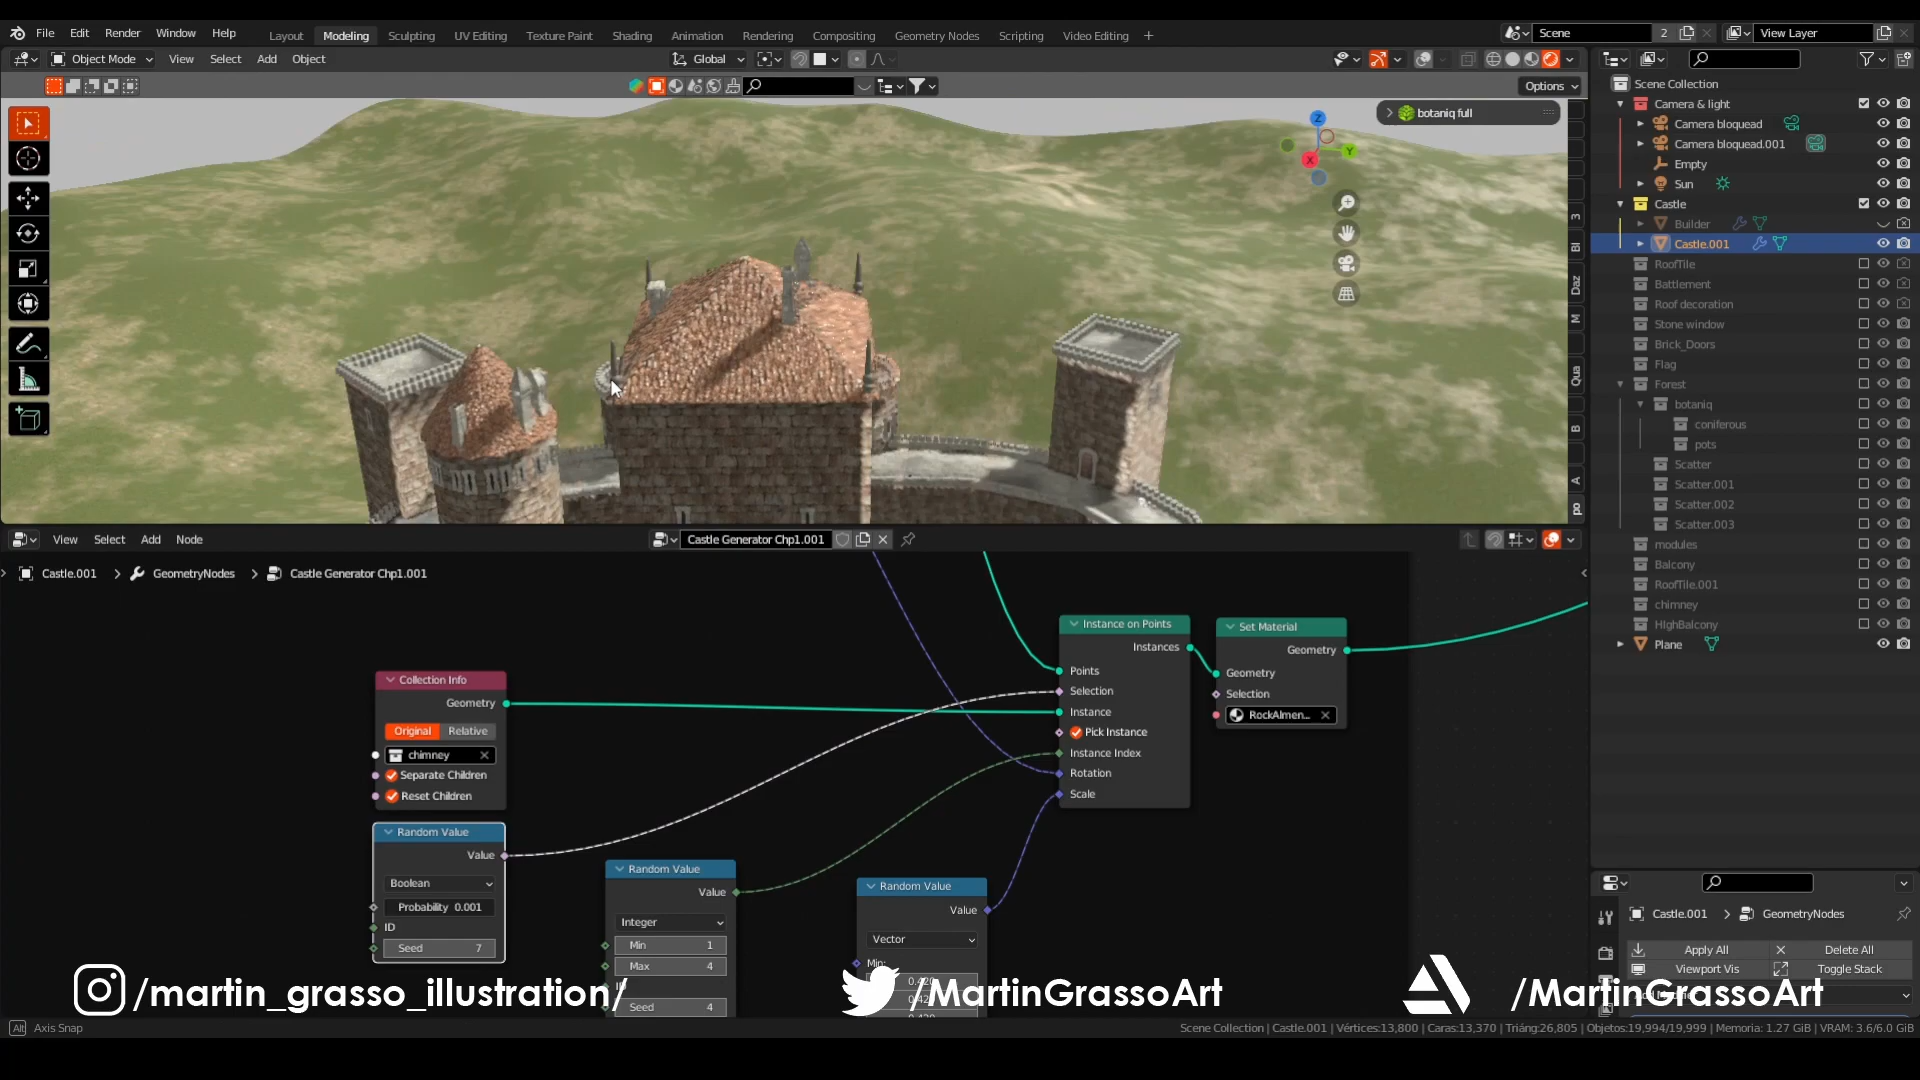 File Edit Render Window Help Layout Modeling Sculpting UV Editing Texture Paint Shading Animation Rendering Compositing Geometry Nodes Scripting Video Editing + Scene 2 View Layer
Object Mode View Select Add Object Global
Options
botaniq full
Z
Y
X
3
Bl
Daz
M
Qua
B
A
po
Scene Collection
Camera & light
Camera bloquead
Camera bloquead.001
Empty
Sun
Castle
Builder
Castle.001
RoofTile
Battlement
Roof decoration
Stone window
Brick_Doors
Flag
Forest
botaniq
coniferous
pots
Scatter
Scatter.001
Scatter.002
Scatter.003
modules
Balcony
RoofTile.001
chimney
HIghBalcony
Plane
View Select Add Node Castle Generator Chp1.001
Castle.001 > GeometryNodes > Castle Generator Chp1.001
Collection Info
Geometry
Original Relative
chimney
Separate Children
Reset Children
Random Value
Value
Boolean
Probability 0.001
ID
Seed 7
Random Value
Value
Integer
Min 1
Max 4
Seed 4
Random Value
Value
Vector
Min:
Instance on Points
Instances
Points
Selection
Instance
Pick Instance
Instance Index
Rotation
Scale
Set Material
Geometry
Geometry
Selection
RockAlmen...
Castle.001 > GeometryNodes
Apply All Delete All
Viewport Vis Toggle Stack
/martin_grasso_illustration/ /MartinGrassoArt /MartinGrassoArt
Alt Axis Snap
Scene Collection | Castle.001 | Vértices:13,800 | Caras:13,370 | Triáng:26,805 | Objetos:19,994/19,999 | Memoria: 1.27 GiB | VRAM: 3.6/6.0 GiB